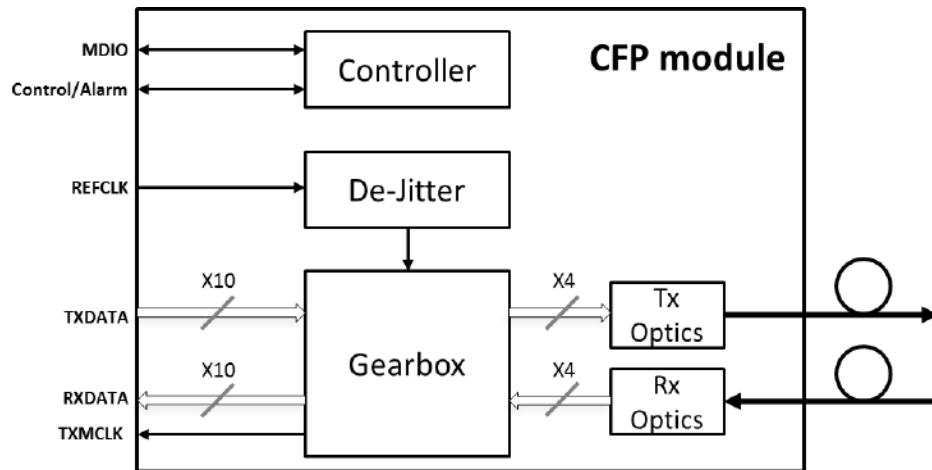 MDIO
Controller
CFP module
Control/Alarm
REFCLK
De-Jitter
X10
X4
TXDATA
Tx
Optics
Gearbox
X10
X4
RXDATA
Rx
Optics
TXMCLK